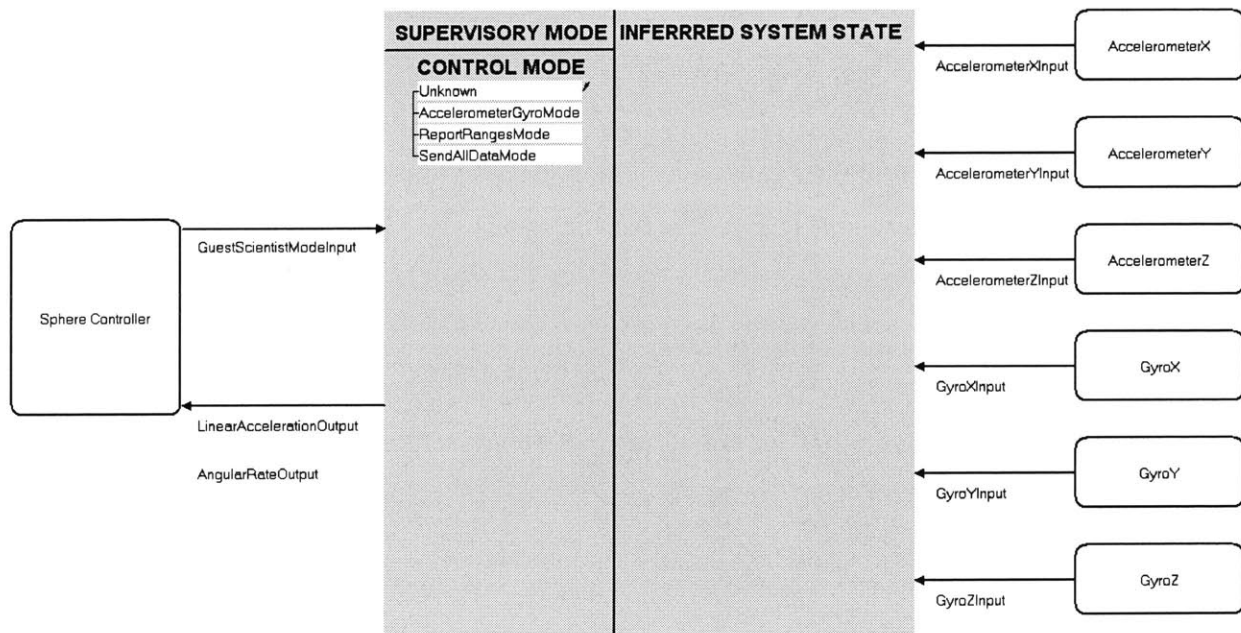 SUPERVISORY MODE
INFERRRED SYSTEM STATE
CONTROL MODE
Unknown
AccelerometerGyroMode
ReportRangesMode
SendAllDataMode
Sphere Controller
GuestScientistModeInput
LinearAccelerationOutput
AngularRateOutput
AccelerometerXInput
AccelerometerX
AccelerometerYInput
AccelerometerY
AccelerometerZInput
AccelerometerZ
GyroXInput
GyroX
GyroYInput
GyroY
GyroZInput
GyroZ